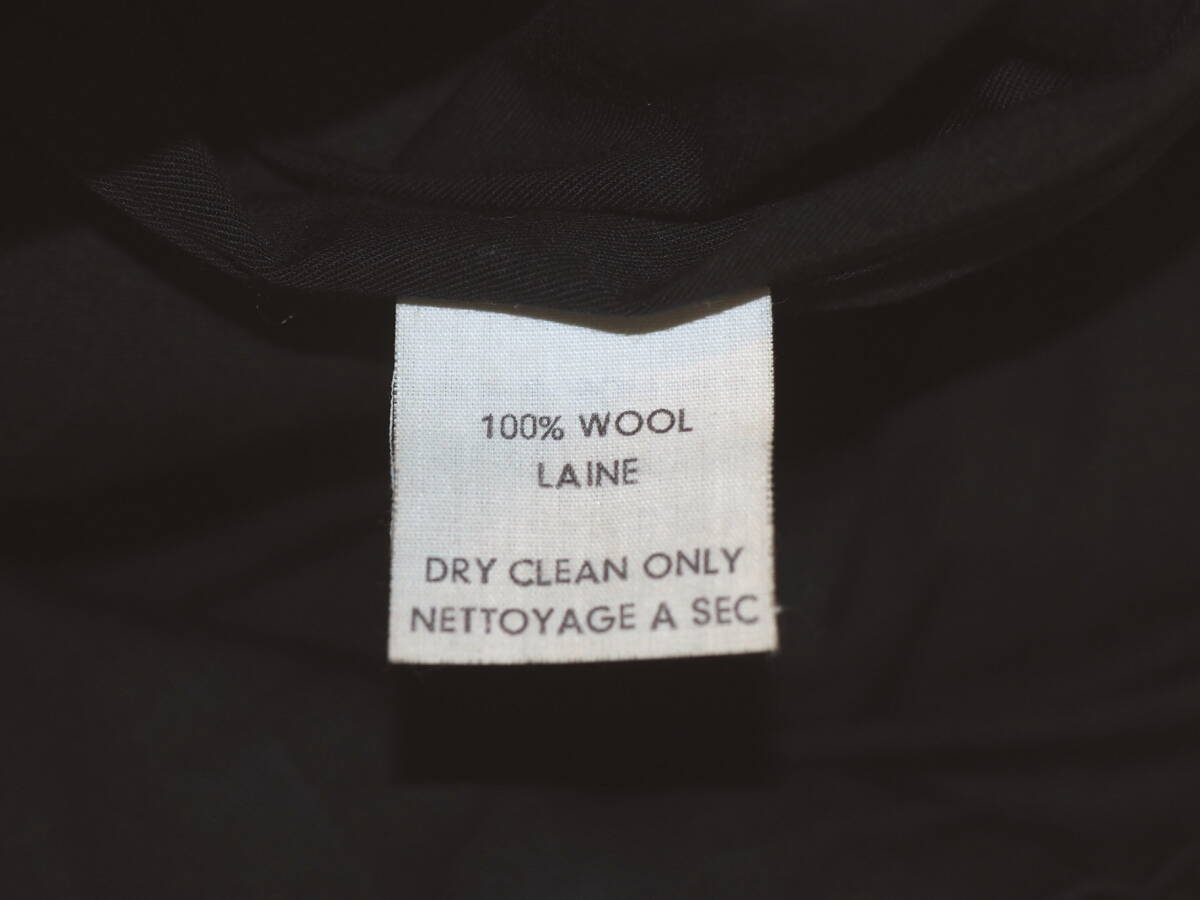 100% WOOL
LAINE
DRY CLEAN ONLY
NETTOYAGE A SEC